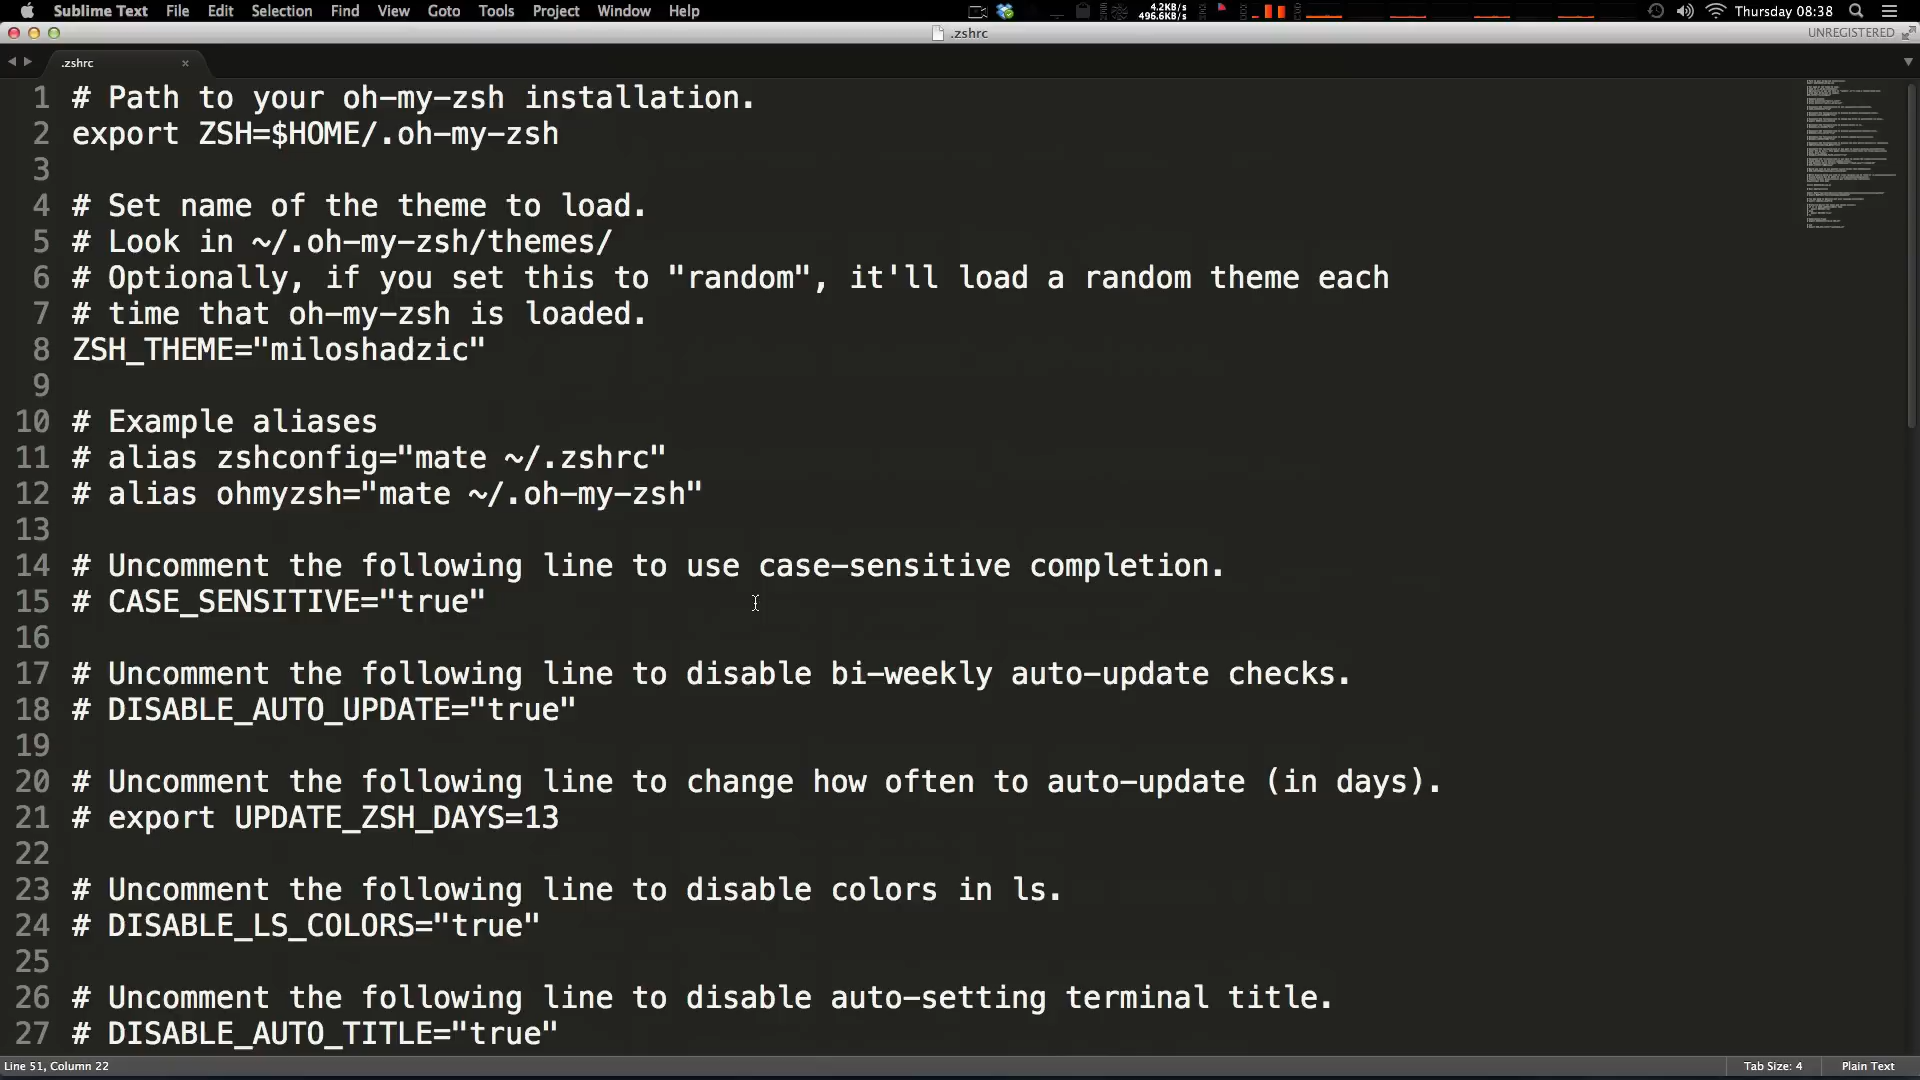 Sublime Text File Edit Selection Find View Goto Tools Project Window Help
4.2KB/s
496.6KB/s
Thursday 08:38
.zshrc
UNREGISTERED
.zshrc
1 # Path to your oh-my-zsh installation.
2 export ZSH=$HOME/.oh-my-zsh
3
4 # Set name of the theme to load.
5 # Look in ~/.oh-my-zsh/themes/
6 # Optionally, if you set this to "random", it'll load a random theme each
7 # time that oh-my-zsh is loaded.
8 ZSH_THEME="miloshadzic"
9
10 # Example aliases
11 # alias zshconfig="mate ~/.zshrc"
12 # alias ohmyzsh="mate ~/.oh-my-zsh"
13
14 # Uncomment the following line to use case-sensitive completion.
15 # CASE_SENSITIVE="true"
16
17 # Uncomment the following line to disable bi-weekly auto-update checks.
18 # DISABLE_AUTO_UPDATE="true"
19
20 # Uncomment the following line to change how often to auto-update (in days).
21 # export UPDATE_ZSH_DAYS=13
22
23 # Uncomment the following line to disable colors in ls.
24 # DISABLE_LS_COLORS="true"
25
26 # Uncomment the following line to disable auto-setting terminal title.
27 # DISABLE_AUTO_TITLE="true"
Line 51, Column 22
Tab Size: 4
Plain Text